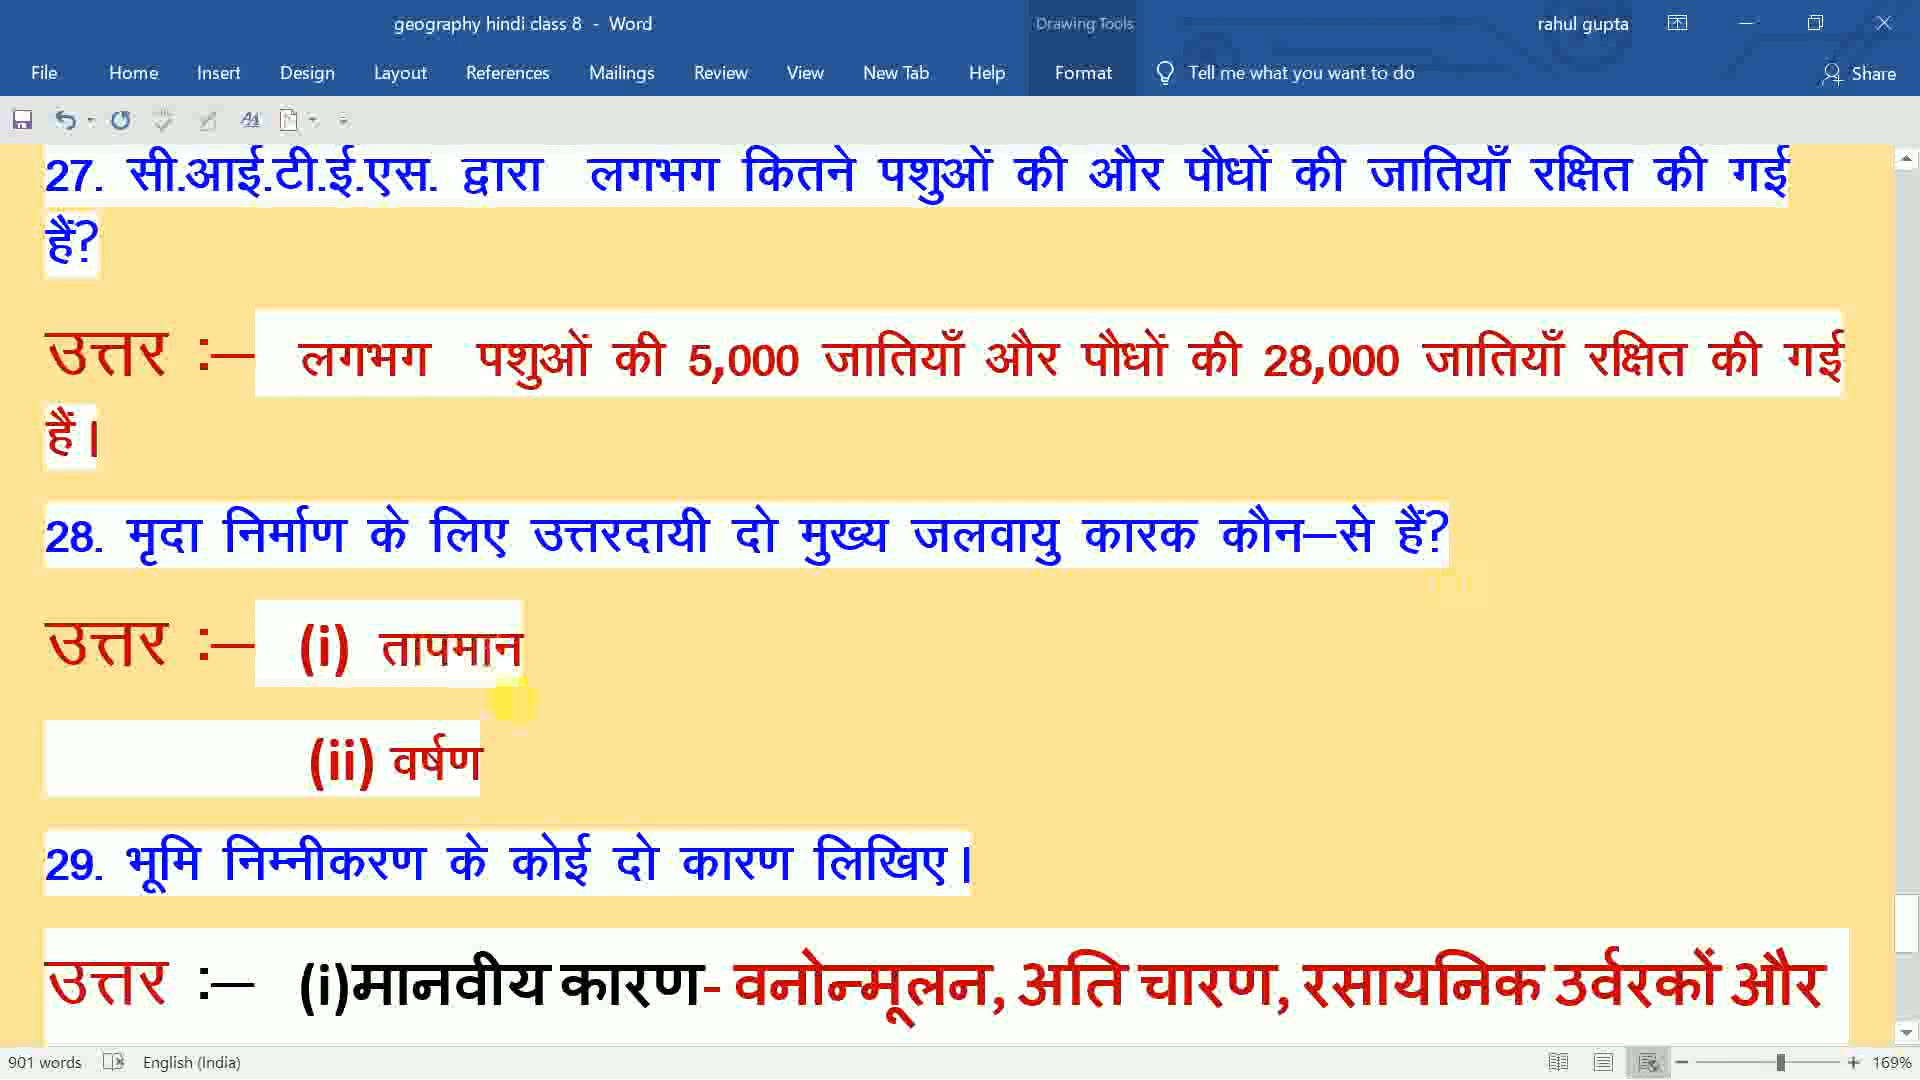 geography hindi class 8 - Word
Drawing Tools
rahul gupta
File Home Insert Design Layout References Mailings Review View New Tab Help Format Tell me what you want to do Share
27. सी.आई.टी.ई.एस. द्वारा लगभग कितने पशुओं की और पौधों की जातियाँ रक्षित की गई
हैं?
उत्तर :– लगभग पशुओं की 5,000 जातियाँ और पौधों की 28,000 जातियाँ रक्षित की गई
हैं।
28. मृदा निर्माण के लिए उत्तरदायी दो मुख्य जलवायु कारक कौन–से हैं?
उत्तर :– (i) तापमान
(ii) वर्षण
29. भूमि निम्नीकरण के कोई दो कारण लिखिए।
उत्तर :– (i)मानवीय कारण- वनोन्मूलन, अति चारण, रसायनिक उर्वरकों और
901 words English (India) 169%